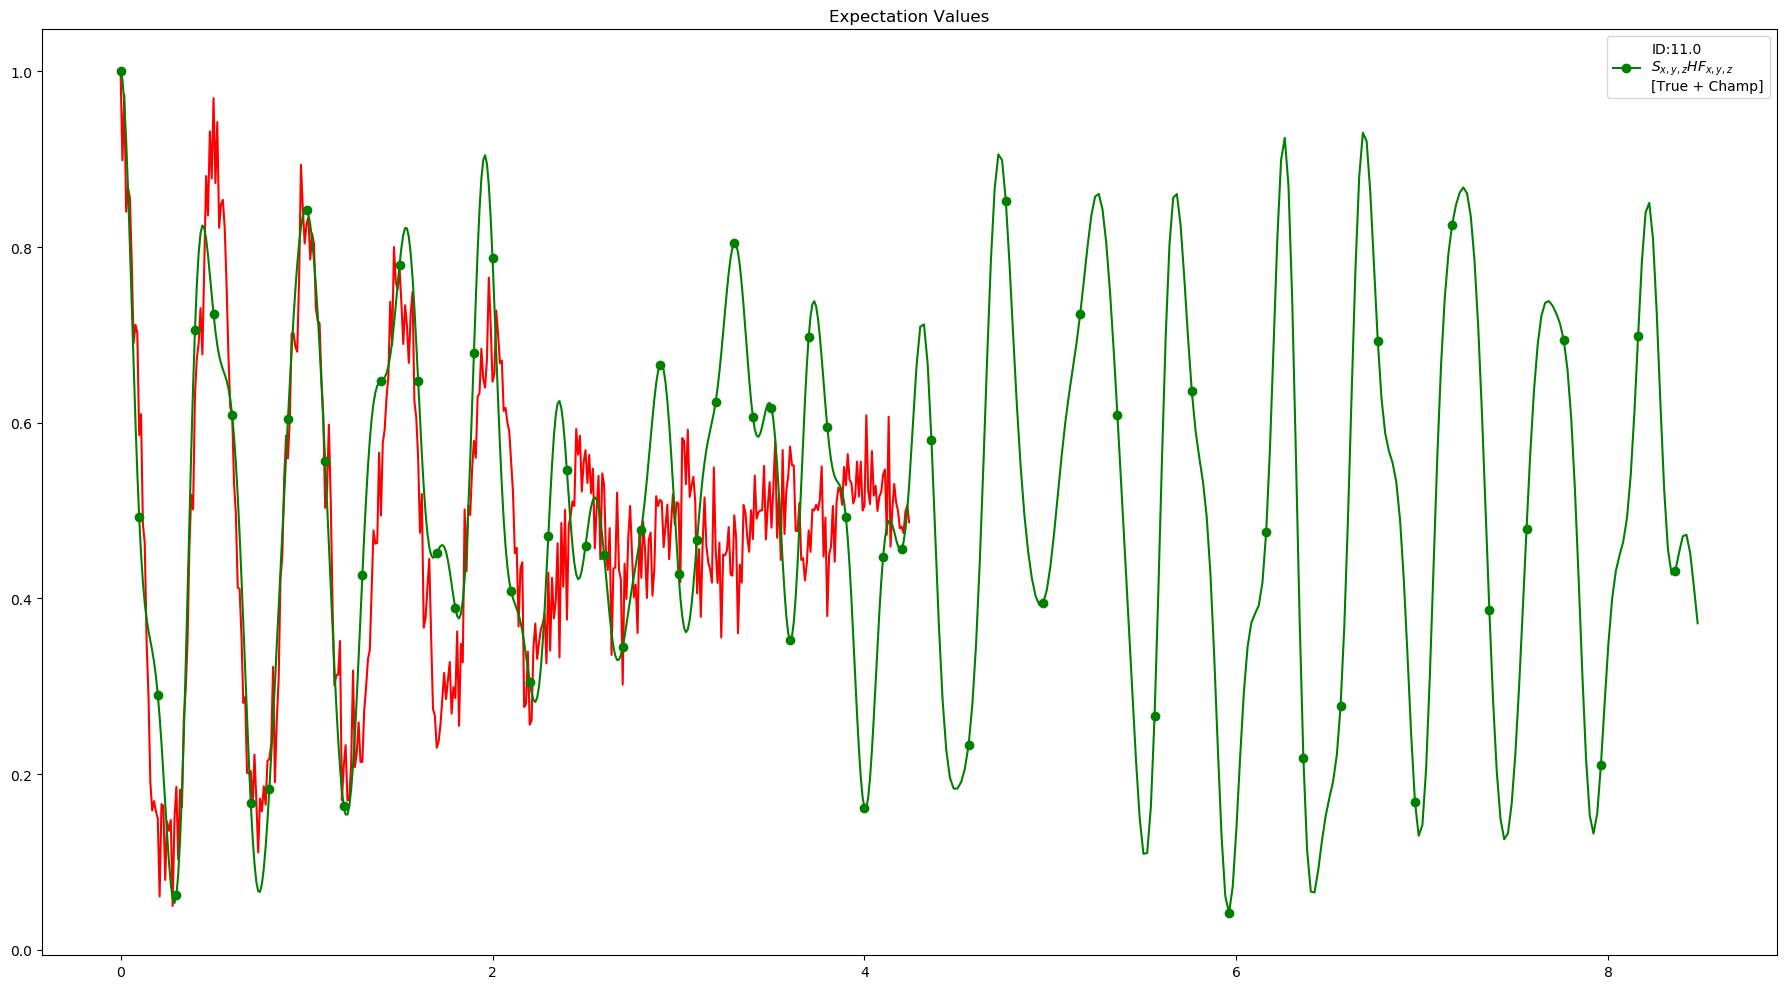 Expectation Values
ID:11.0
S_{x,y,z}HF_{x,y,z}
[True + Champ]
1.0
0.8
0.6
0.4
0.2
0.0
0 2 4 6 8